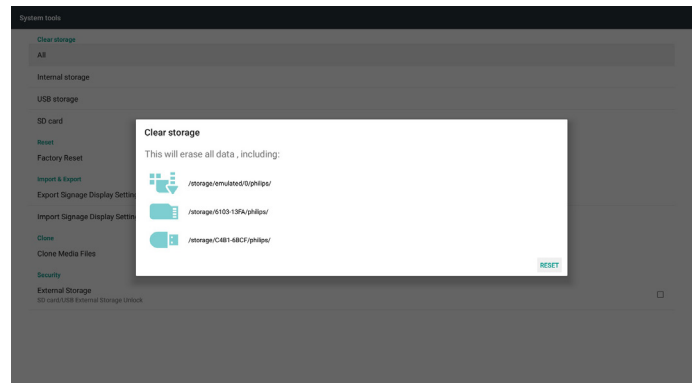 System tools
Clear storage
All
Internal storage
USB storage
SD card
Reset
Factory Reset
Import & Export
Export Signage Display Settin
Import Signage Display Settin
Clone
Clone Media Files
Security
External Storage
SD card/USB External Storage Unlock
Clear storage
This will erase all data , including:
/storage/emulated/0/philips/
/storage/6103-13FA/philips/
/storage/C4B1-6BCF/philips/
RESET